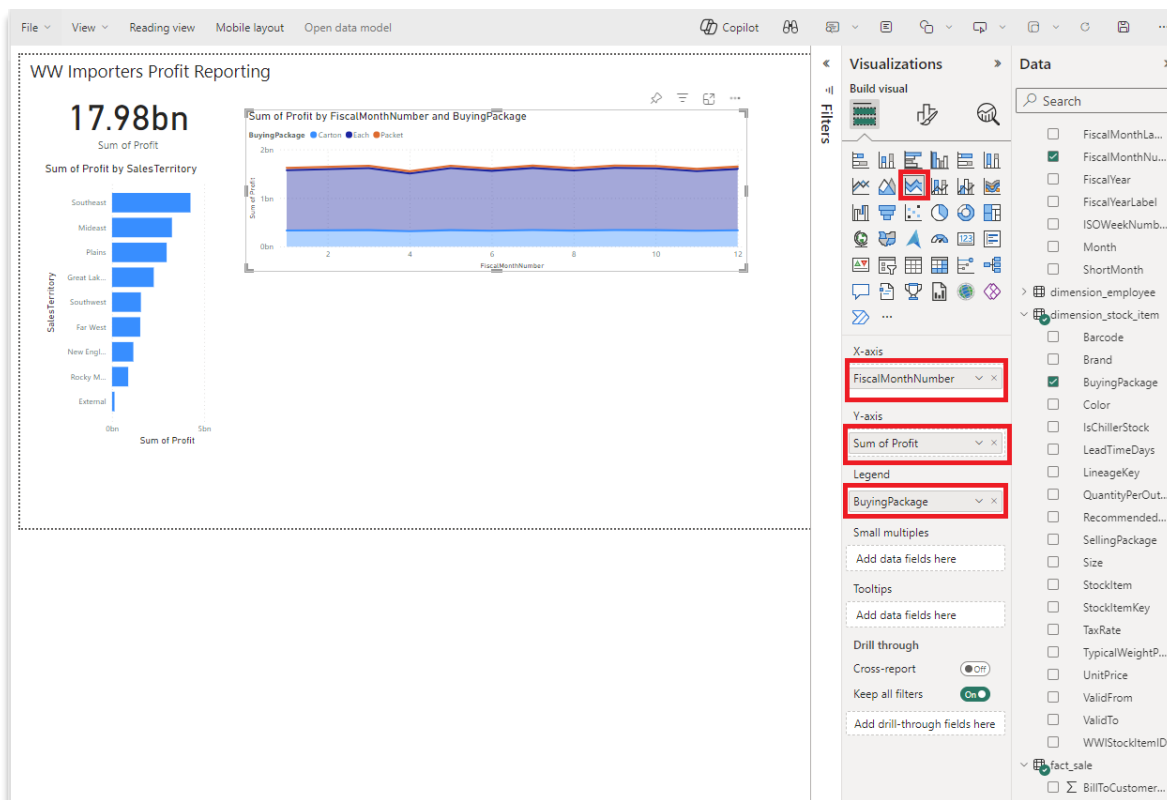 File View Reading view Mobile layout Open data model Copilot
WW Importers Profit Reporting
17.98bn
Sum of Profit
Sum of Profit by SalesTerritory
SalesTerritory
Southeast
Mideast
Plains
Great Lak...
Southwest
Far West
New Engl...
Rocky M...
External
0bn 5bn
Sum of Profit
Sum of Profit by FiscalMonthNumber and BuyingPackage
BuyingPackage Carton Each Packet
Sum of Profit
2bn
1bn
0bn
2 4 6 8 10 12
FiscalMonthNumber
Filters
Visualizations
Build visual
123
X-axis
FiscalMonthNumber
Y-axis
Sum of Profit
Legend
BuyingPackage
Small multiples
Add data fields here
Tooltips
Add data fields here
Drill through
Cross-report Off
Keep all filters On
Add drill-through fields here
Data
Search
FiscalMonthLa...
FiscalMonthNu...
FiscalYear
FiscalYearLabel
ISOWeekNumb...
Month
ShortMonth
dimension_employee
dimension_stock_item
Barcode
Brand
BuyingPackage
Color
IsChillerStock
LeadTimeDays
LineageKey
QuantityPerOut...
Recommended...
SellingPackage
Size
StockItem
StockItemKey
TaxRate
TypicalWeightP...
UnitPrice
ValidFrom
ValidTo
WWIStockItemID
fact_sale
BillToCustomer...